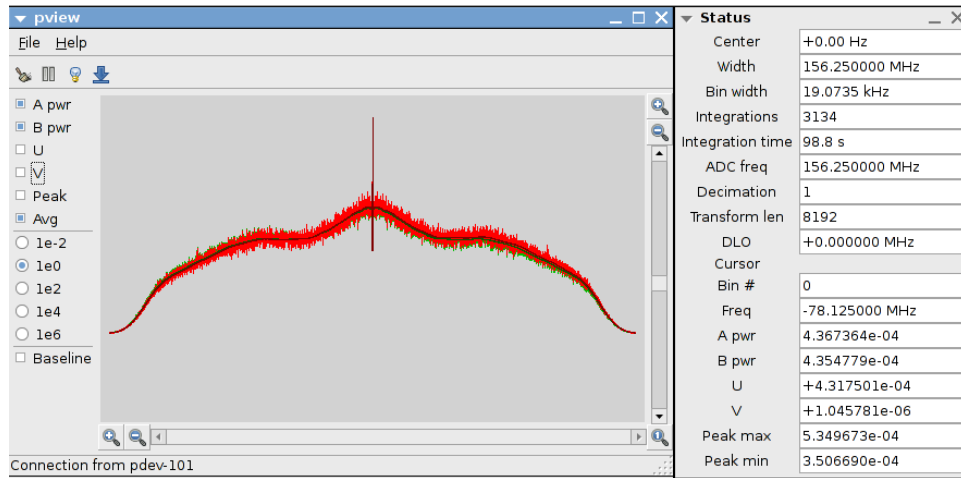 pview
File Help
A pwr
B pwr
U
V
Peak
Avg
1e-2
1e0
1e2
1e4
1e6
Baseline
Connection from pdev-101
Status
Center +0.00 Hz
Width 156.250000 MHz
Bin width 19.0735 kHz
Integrations 3134
Integration time 98.8 s
ADC freq 156.250000 MHz
Decimation 1
Transform len 8192
DLO +0.000000 MHz
Cursor
Bin # 0
Freq -78.125000 MHz
A pwr 4.367364e-04
B pwr 4.354779e-04
U +4.317501e-04
V +1.045781e-06
Peak max 5.349673e-04
Peak min 3.506690e-04